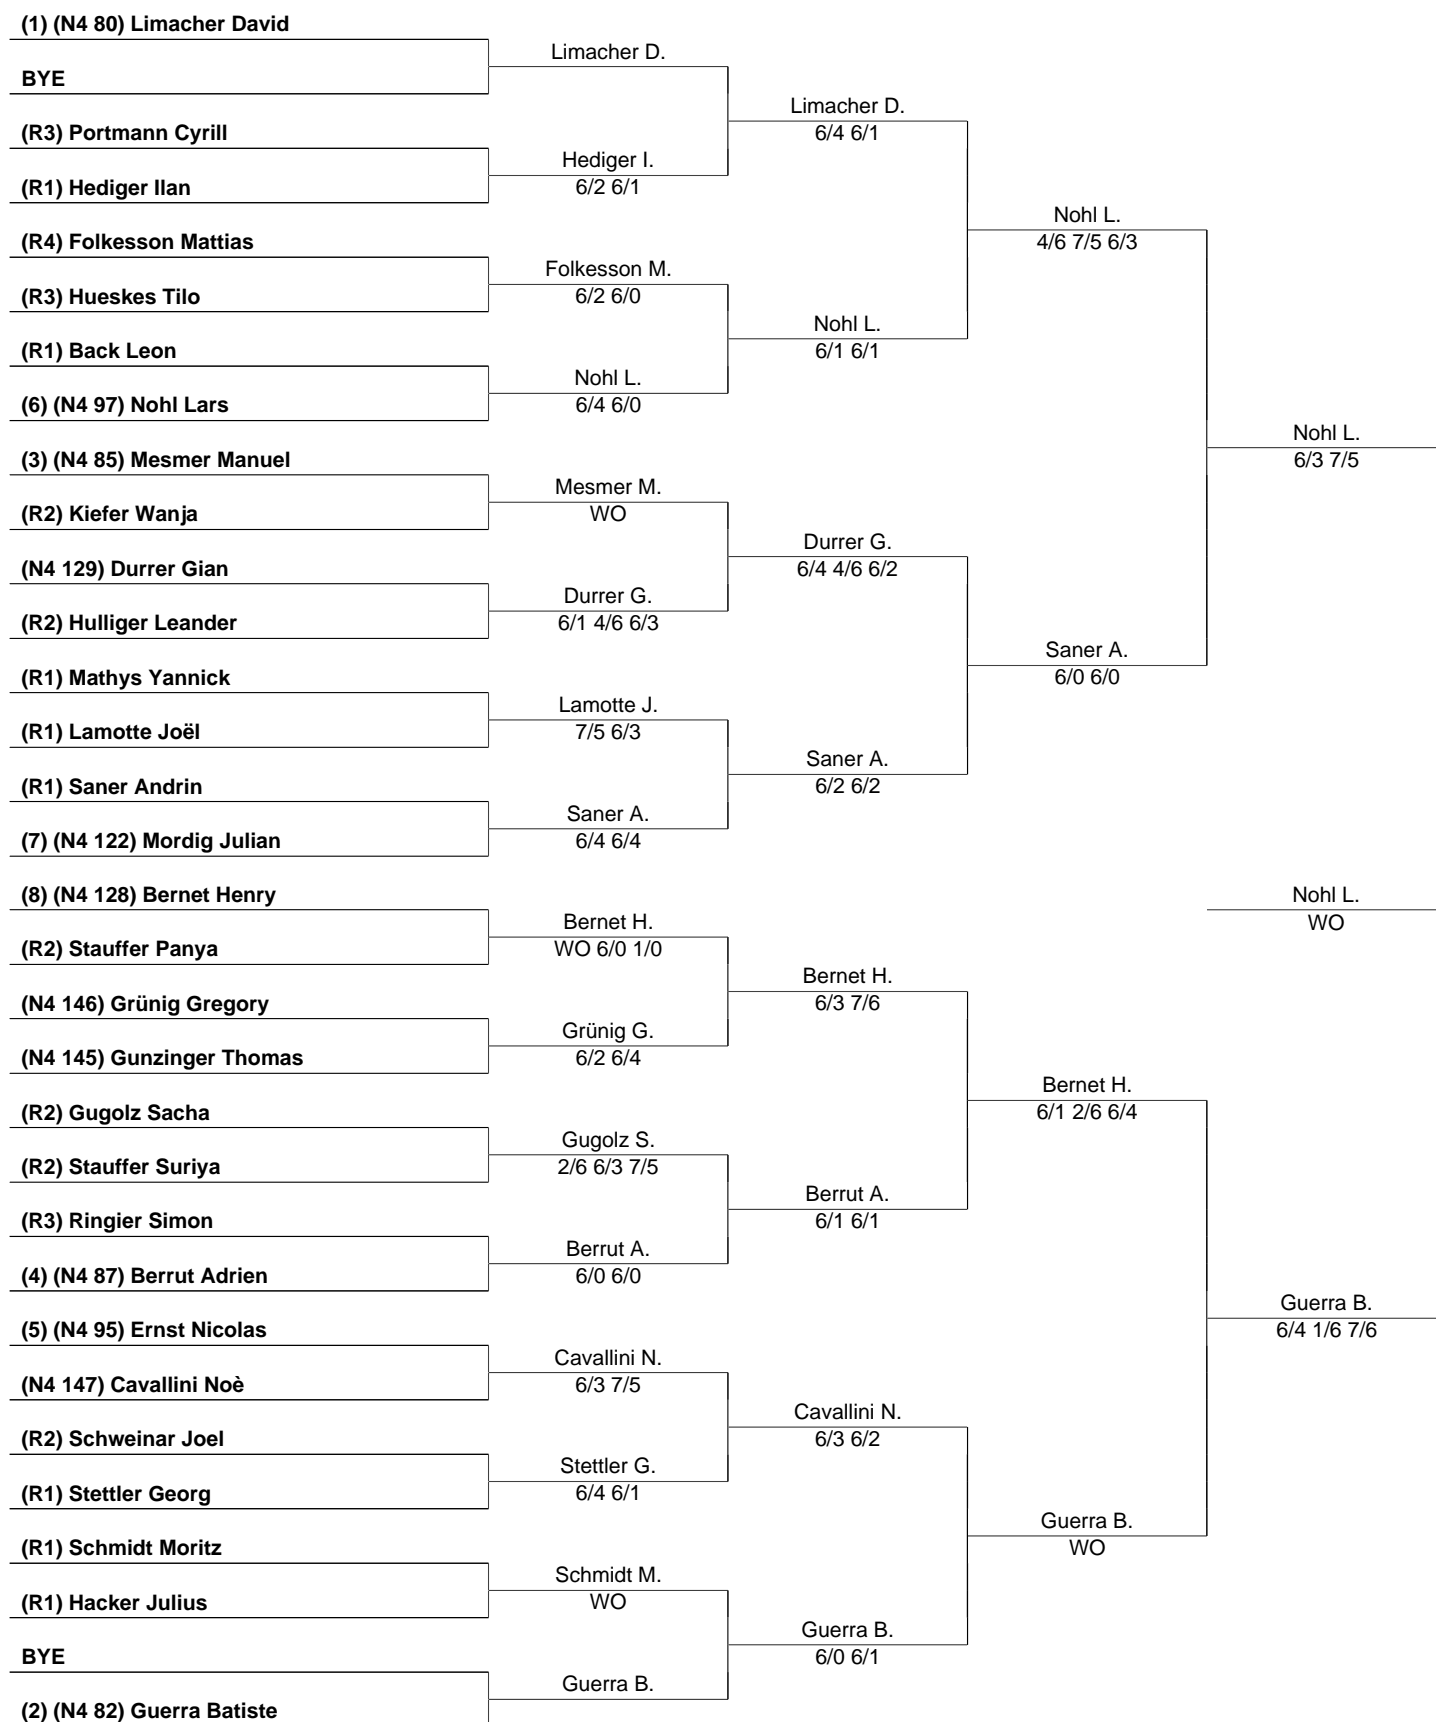 (1) (N4 80) Limacher David
BYE
(R3) Portmann Cyrill
(R1) Hediger Ilan
(R4) Folkesson Mattias
(R3) Hueskes Tilo
(R1) Back Leon
(6) (N4 97) Nohl Lars
(3) (N4 85) Mesmer Manuel
(R2) Kiefer Wanja
(N4 129) Durrer Gian
(R2) Hulliger Leander
(R1) Mathys Yannick
(R1) Lamotte Joël
(R1) Saner Andrin
(7) (N4 122) Mordig Julian
(8) (N4 128) Bernet Henry
(R2) Stauffer Panya
(N4 146) Grünig Gregory
(N4 145) Gunzinger Thomas
(R2) Gugolz Sacha
(R2) Stauffer Suriya
(R3) Ringier Simon
(4) (N4 87) Berrut Adrien
(5) (N4 95) Ernst Nicolas
(N4 147) Cavallini Noè
(R2) Schweinar Joel
(R1) Stettler Georg
(R1) Schmidt Moritz
(R1) Hacker Julius
BYE
(2) (N4 82) Guerra Batiste
Limacher D.
Hediger I.
6/2 6/1
Folkesson M.
6/2 6/0
Nohl L.
6/4 6/0
Mesmer M.
WO
Durrer G.
6/1 4/6 6/3
Lamotte J.
7/5 6/3
Saner A.
6/4 6/4
Bernet H.
WO 6/0 1/0
Grünig G.
6/2 6/4
Gugolz S.
2/6 6/3 7/5
Berrut A.
6/0 6/0
Cavallini N.
6/3 7/5
Stettler G.
6/4 6/1
Schmidt M.
WO
Guerra B.
Limacher D.
6/4 6/1
Nohl L.
6/1 6/1
Durrer G.
6/4 4/6 6/2
Saner A.
6/2 6/2
Bernet H.
6/3 7/6
Berrut A.
6/1 6/1
Cavallini N.
6/3 6/2
Guerra B.
6/0 6/1
Nohl L.
4/6 7/5 6/3
Saner A.
6/0 6/0
Bernet H.
6/1 2/6 6/4
Guerra B.
WO
Nohl L.
6/3 7/5
Nohl L.
WO
Guerra B.
6/4 1/6 7/6